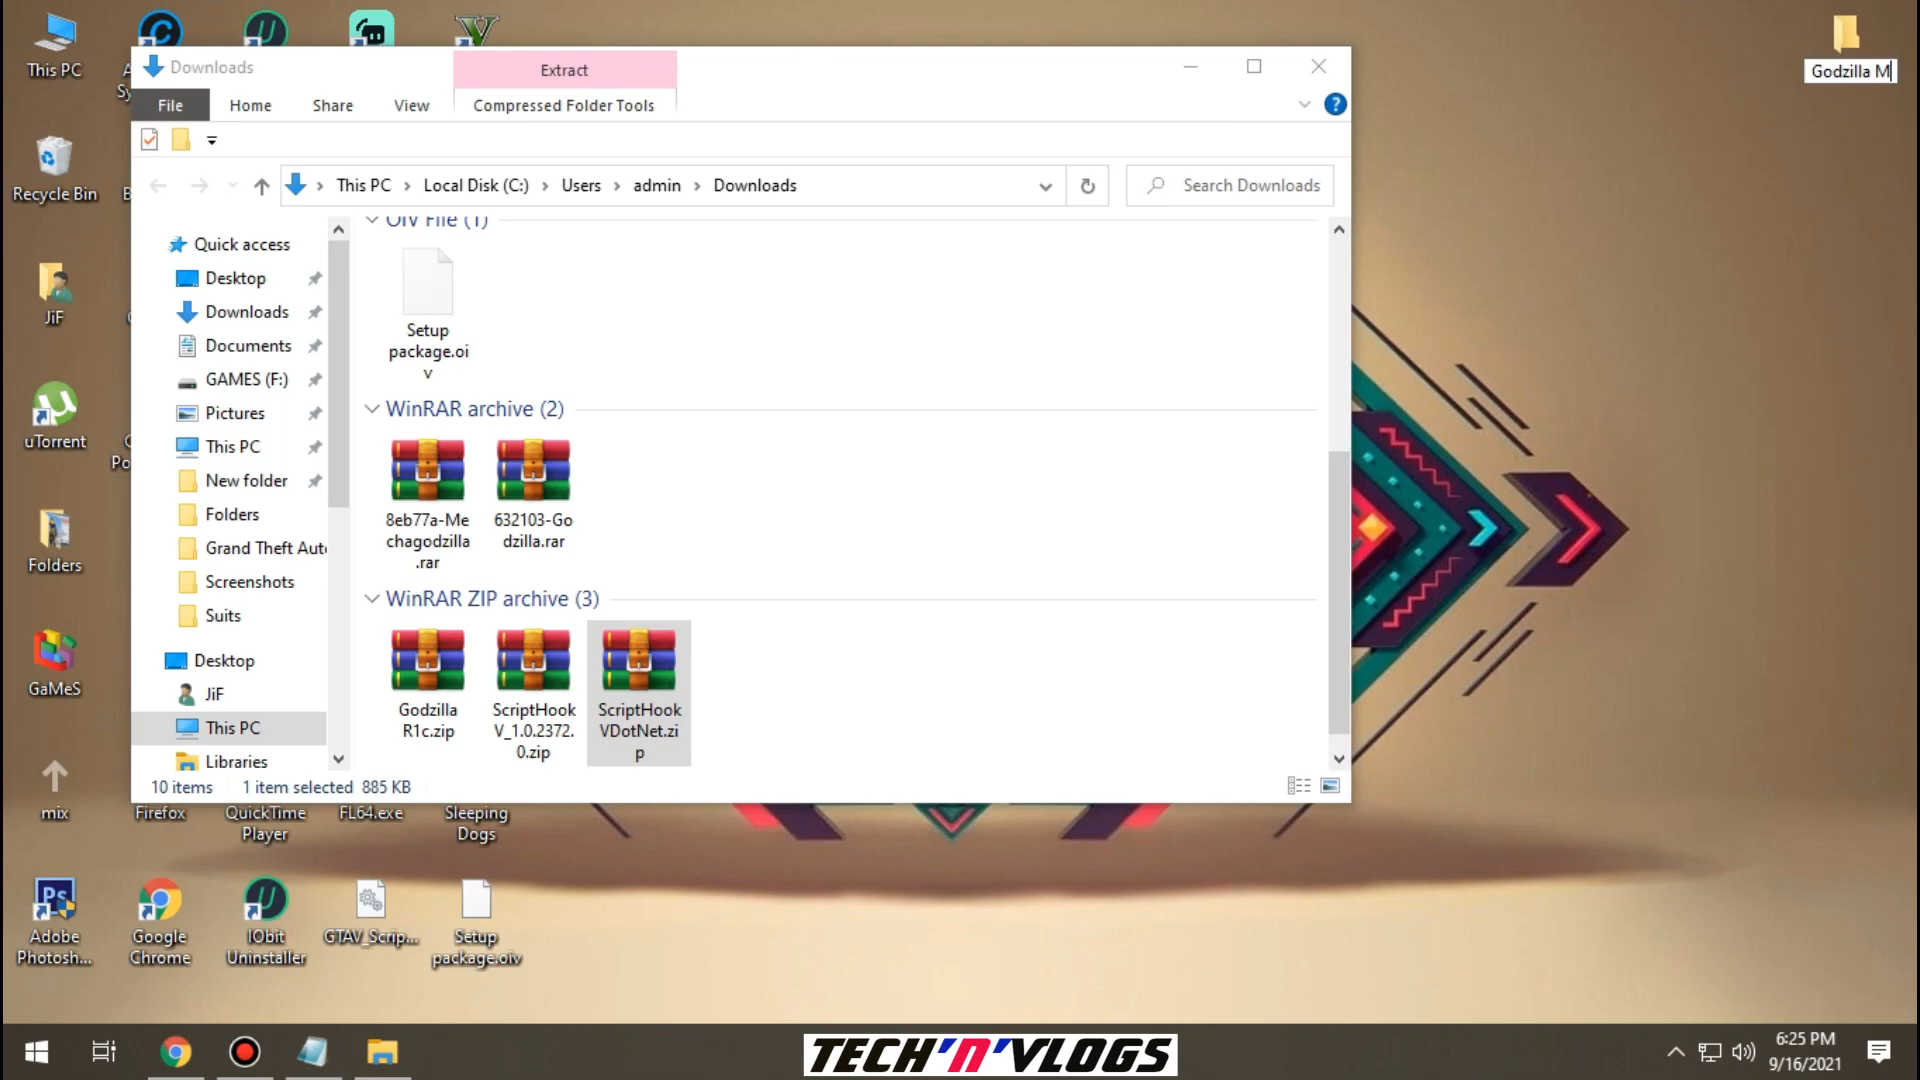 This PC
Godzilla M
Downloads
Extract
File
Home
Share
View
Compressed Folder Tools
This PC
Local Disk (C:)
Users
admin
Downloads
Search Downloads
Recycle Bin
OIV File (1)
Quick access
Desktop
Downloads
Documents
GAMES (F:)
Pictures
This PC
New folder
Folders
Grand Theft Aut
Screenshots
Suits
Desktop
JiF
This PC
Libraries
Setup
package.oi
v
WinRAR archive (2)
8eb77a-Me
chagodzilla
.rar
632103-Go
dzilla.rar
WinRAR ZIP archive (3)
Godzilla
R1c.zip
ScriptHook
V_1.0.2372.
0.zip
ScriptHook
VDotNet.zi
p
10 items
1 item selected 885 KB
JiF
uTorrent
Folders
GaMeS
mix
Firefox
QuickTime
Player
FL64.exe
Sleeping
Dogs
Ps
Adobe
Photosh...
Google
Chrome
IObit
Uninstaller
GTAV_Scrip...
Setup
package.oiv
TECH'N'VLOGS
6:25 PM
9/16/2021